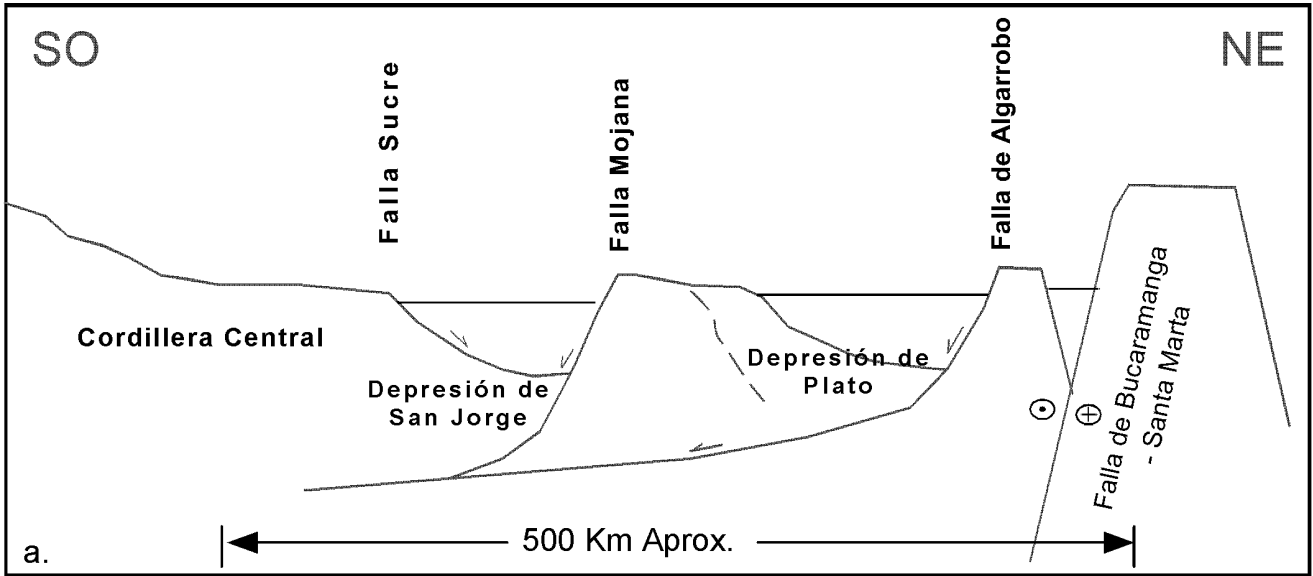 SO
NE
Falla Sucre
Falla Mojana
Falla de Algarrobo
Cordillera Central
Depresión de
San Jorge
Depresión de
Plato
Falla de Bucaramanga
- Santa Marta
500 Km Aprox.
a.